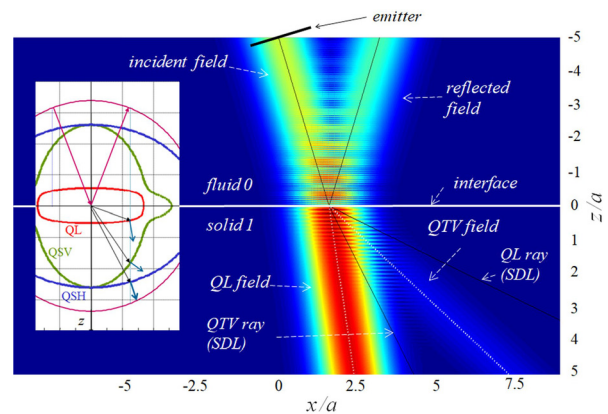 emitter
-5
incident field
-4
reflected
field
-3
-2
-1
fluid 0
interface
0
z/a
solid 1
QL
QTV field
1
QSV
QL ray
(SDL)
2
QL field
QSH
3
z
QTV ray
(SDL)
4
5
-5
-2.5
0
2.5
5
7.5
x/a